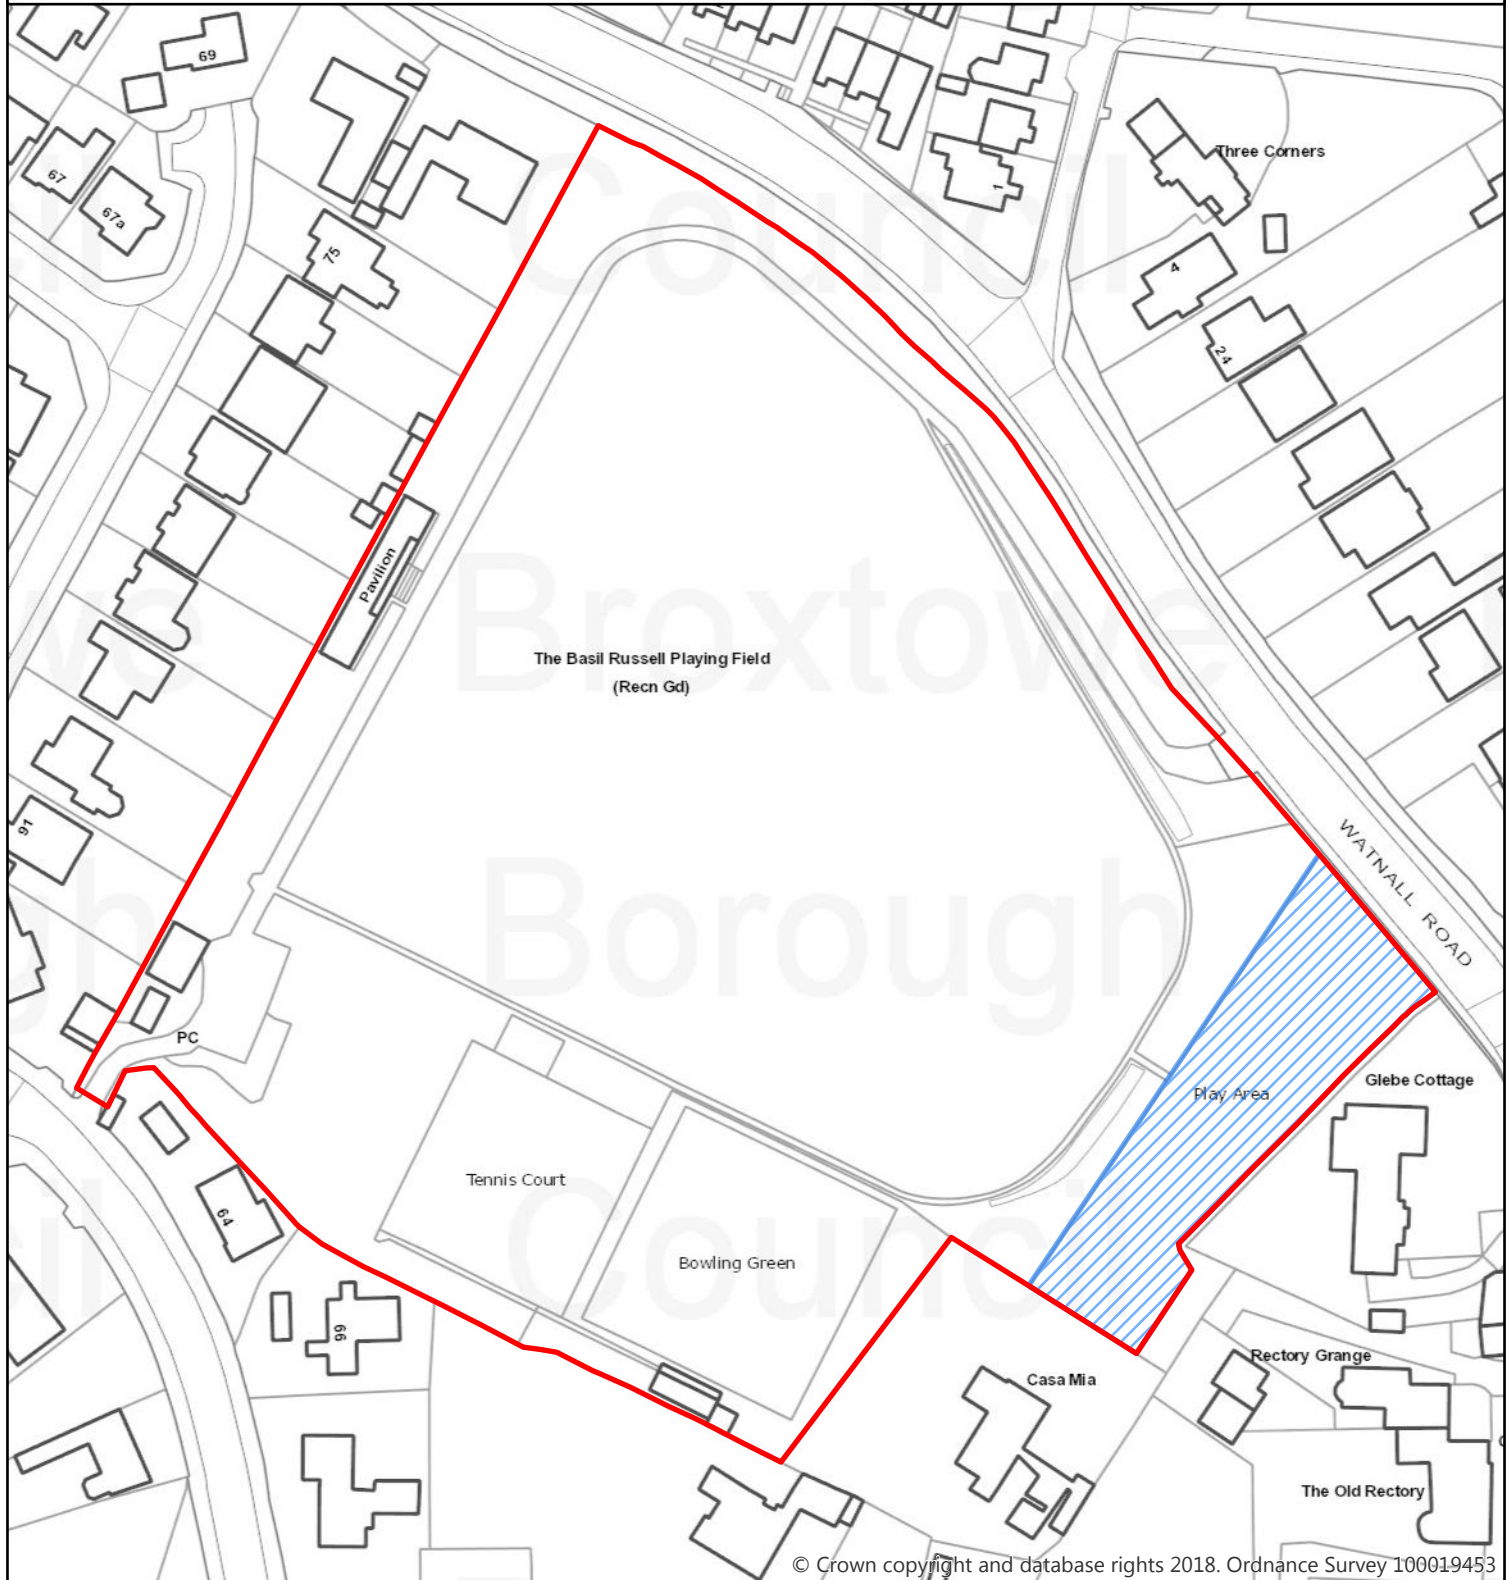 69
67
67a
75
1
Three Corners
4
24
Pavilion
The Basil Russell Playing Field
(Recn Gd)
91
WATNALL ROAD
PC
Play Area
Glebe Cottage
Tennis Court
64
Bowling Green
66
Casa Mia
Rectory Grange
The Old Rectory
Council
Broxtowe
Borough
Council
© Crown copyright and database rights 2018. Ordnance Survey 100019453